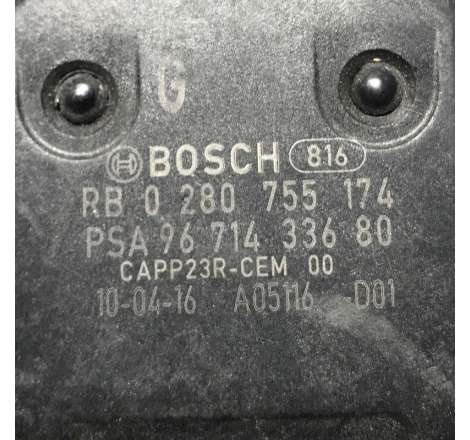 G
BOSCH 816
RB 0 280 755 174
PSA 96 714 336 80
CAPP23R-CEM 00
10-04-16 A05116 -D01